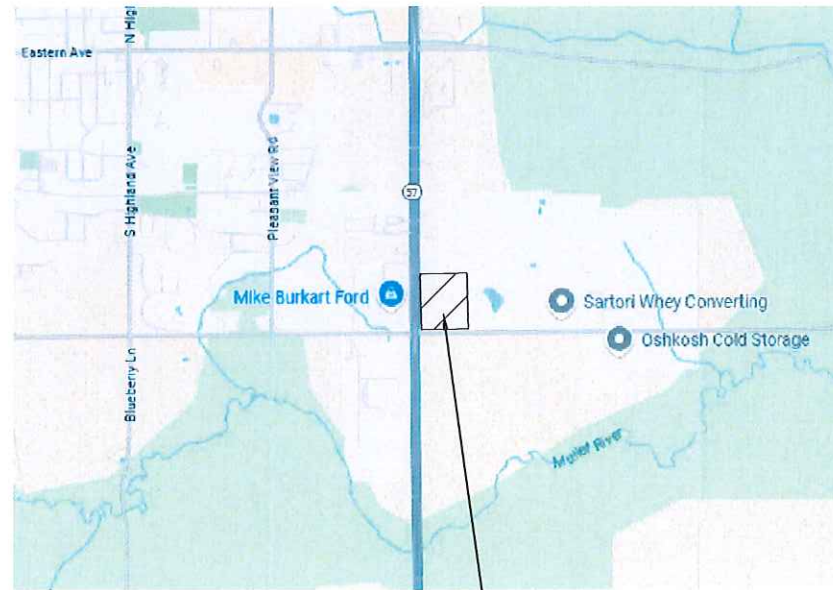 N Higl
Eastern Ave
S Highland Ave
Pleasant View Rd
57
Mike Burkart Ford
Sartori Whey Converting
Oshkosh Cold Storage
Blueberry Ln
Mullet River